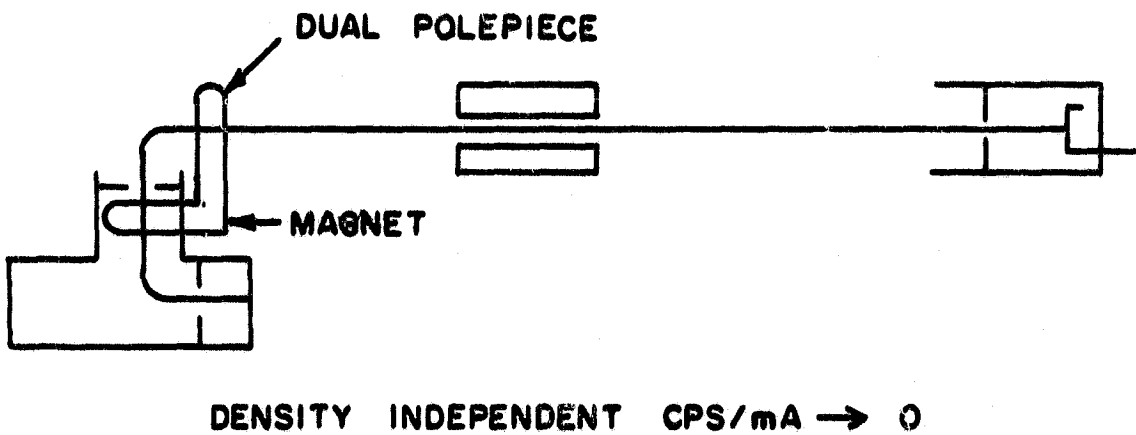 DUAL POLEPIECE
MAGNET
DENSITY INDEPENDENT CPS/mA → 0